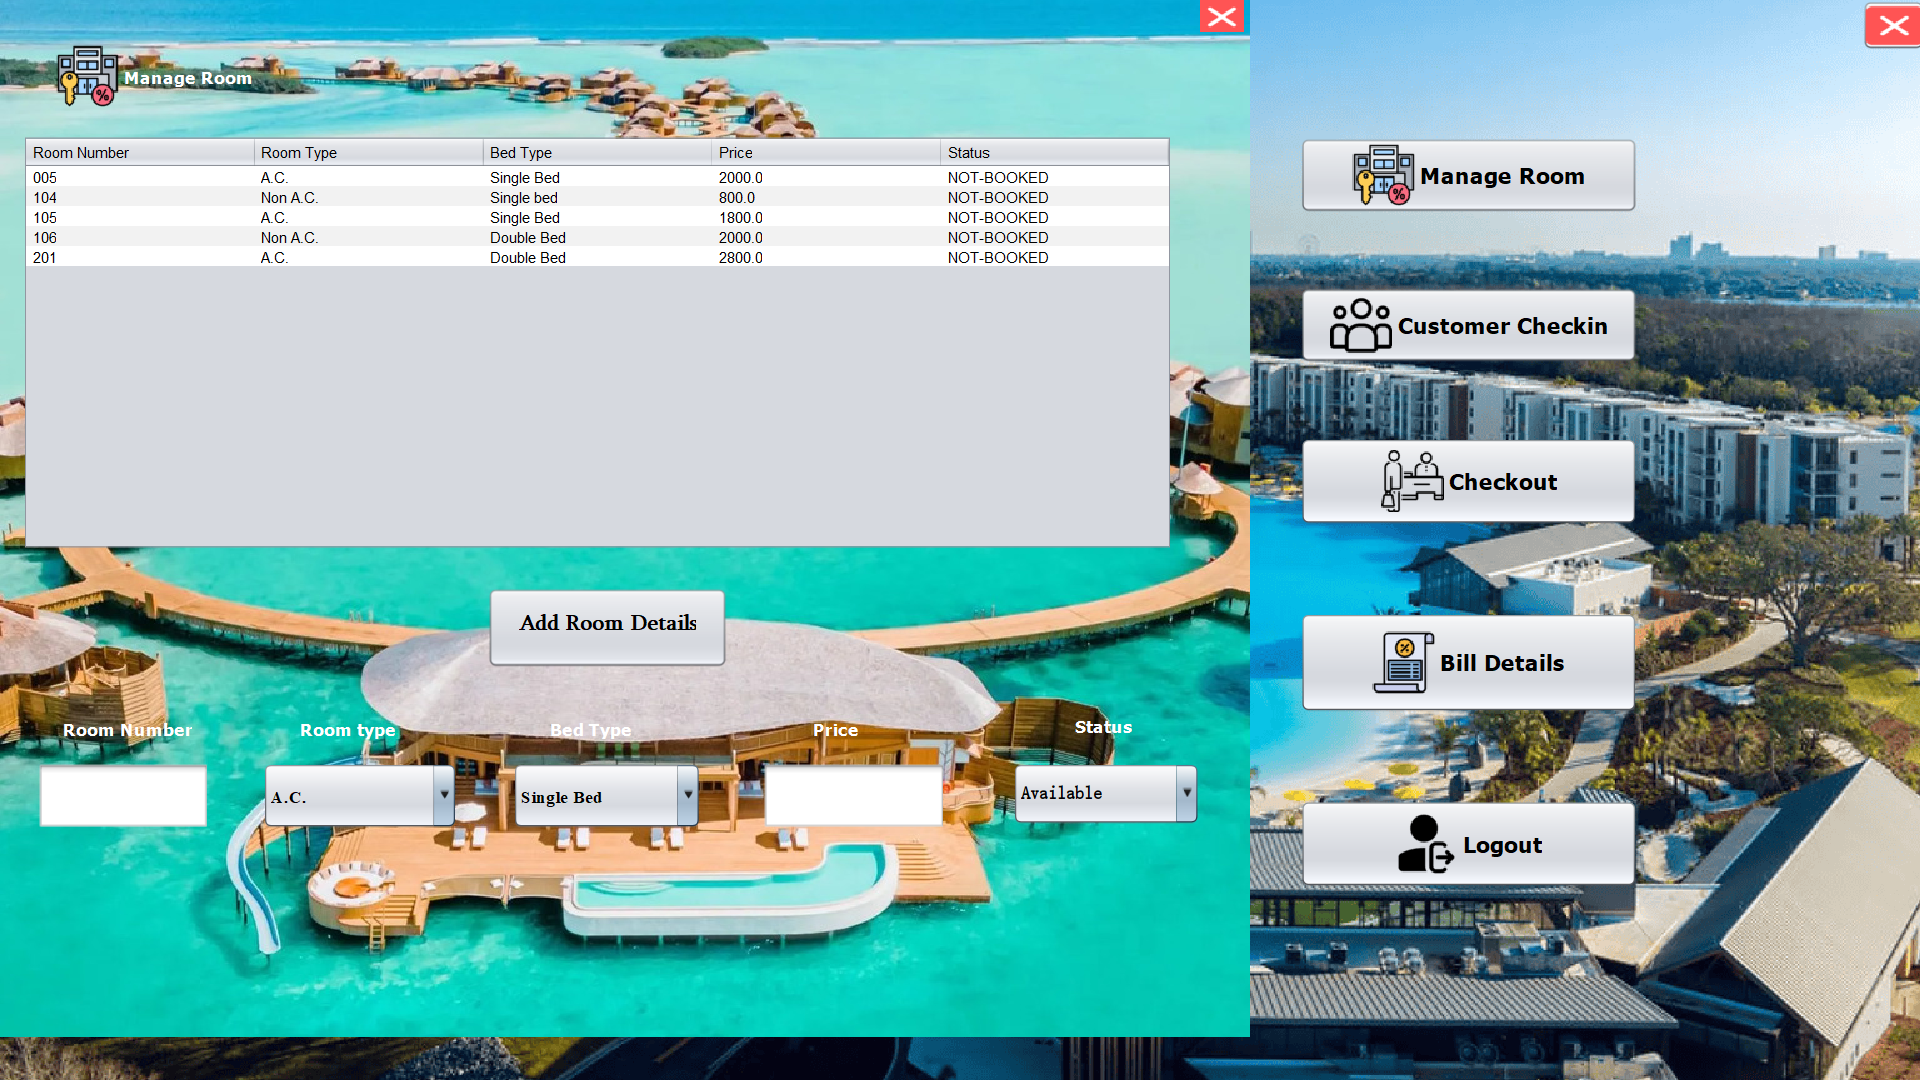 Manage Room
Room Number Room Type Bed Type Price Status
005 A.C. Single Bed 2000.0 NOT-BOOKED
104 Non A.C. Single bed 800.0 NOT-BOOKED
105 A.C. Single Bed 1800.0 NOT-BOOKED
106 Non A.C. Double Bed 2000.0 NOT-BOOKED
201 A.C. Double Bed 2800.0 NOT-BOOKED
Add Room Details
Room Number Room type Bed Type Price Status
A.C. Single Bed Available
Manage Room
Customer Checkin
Checkout
Bill Details
Logout